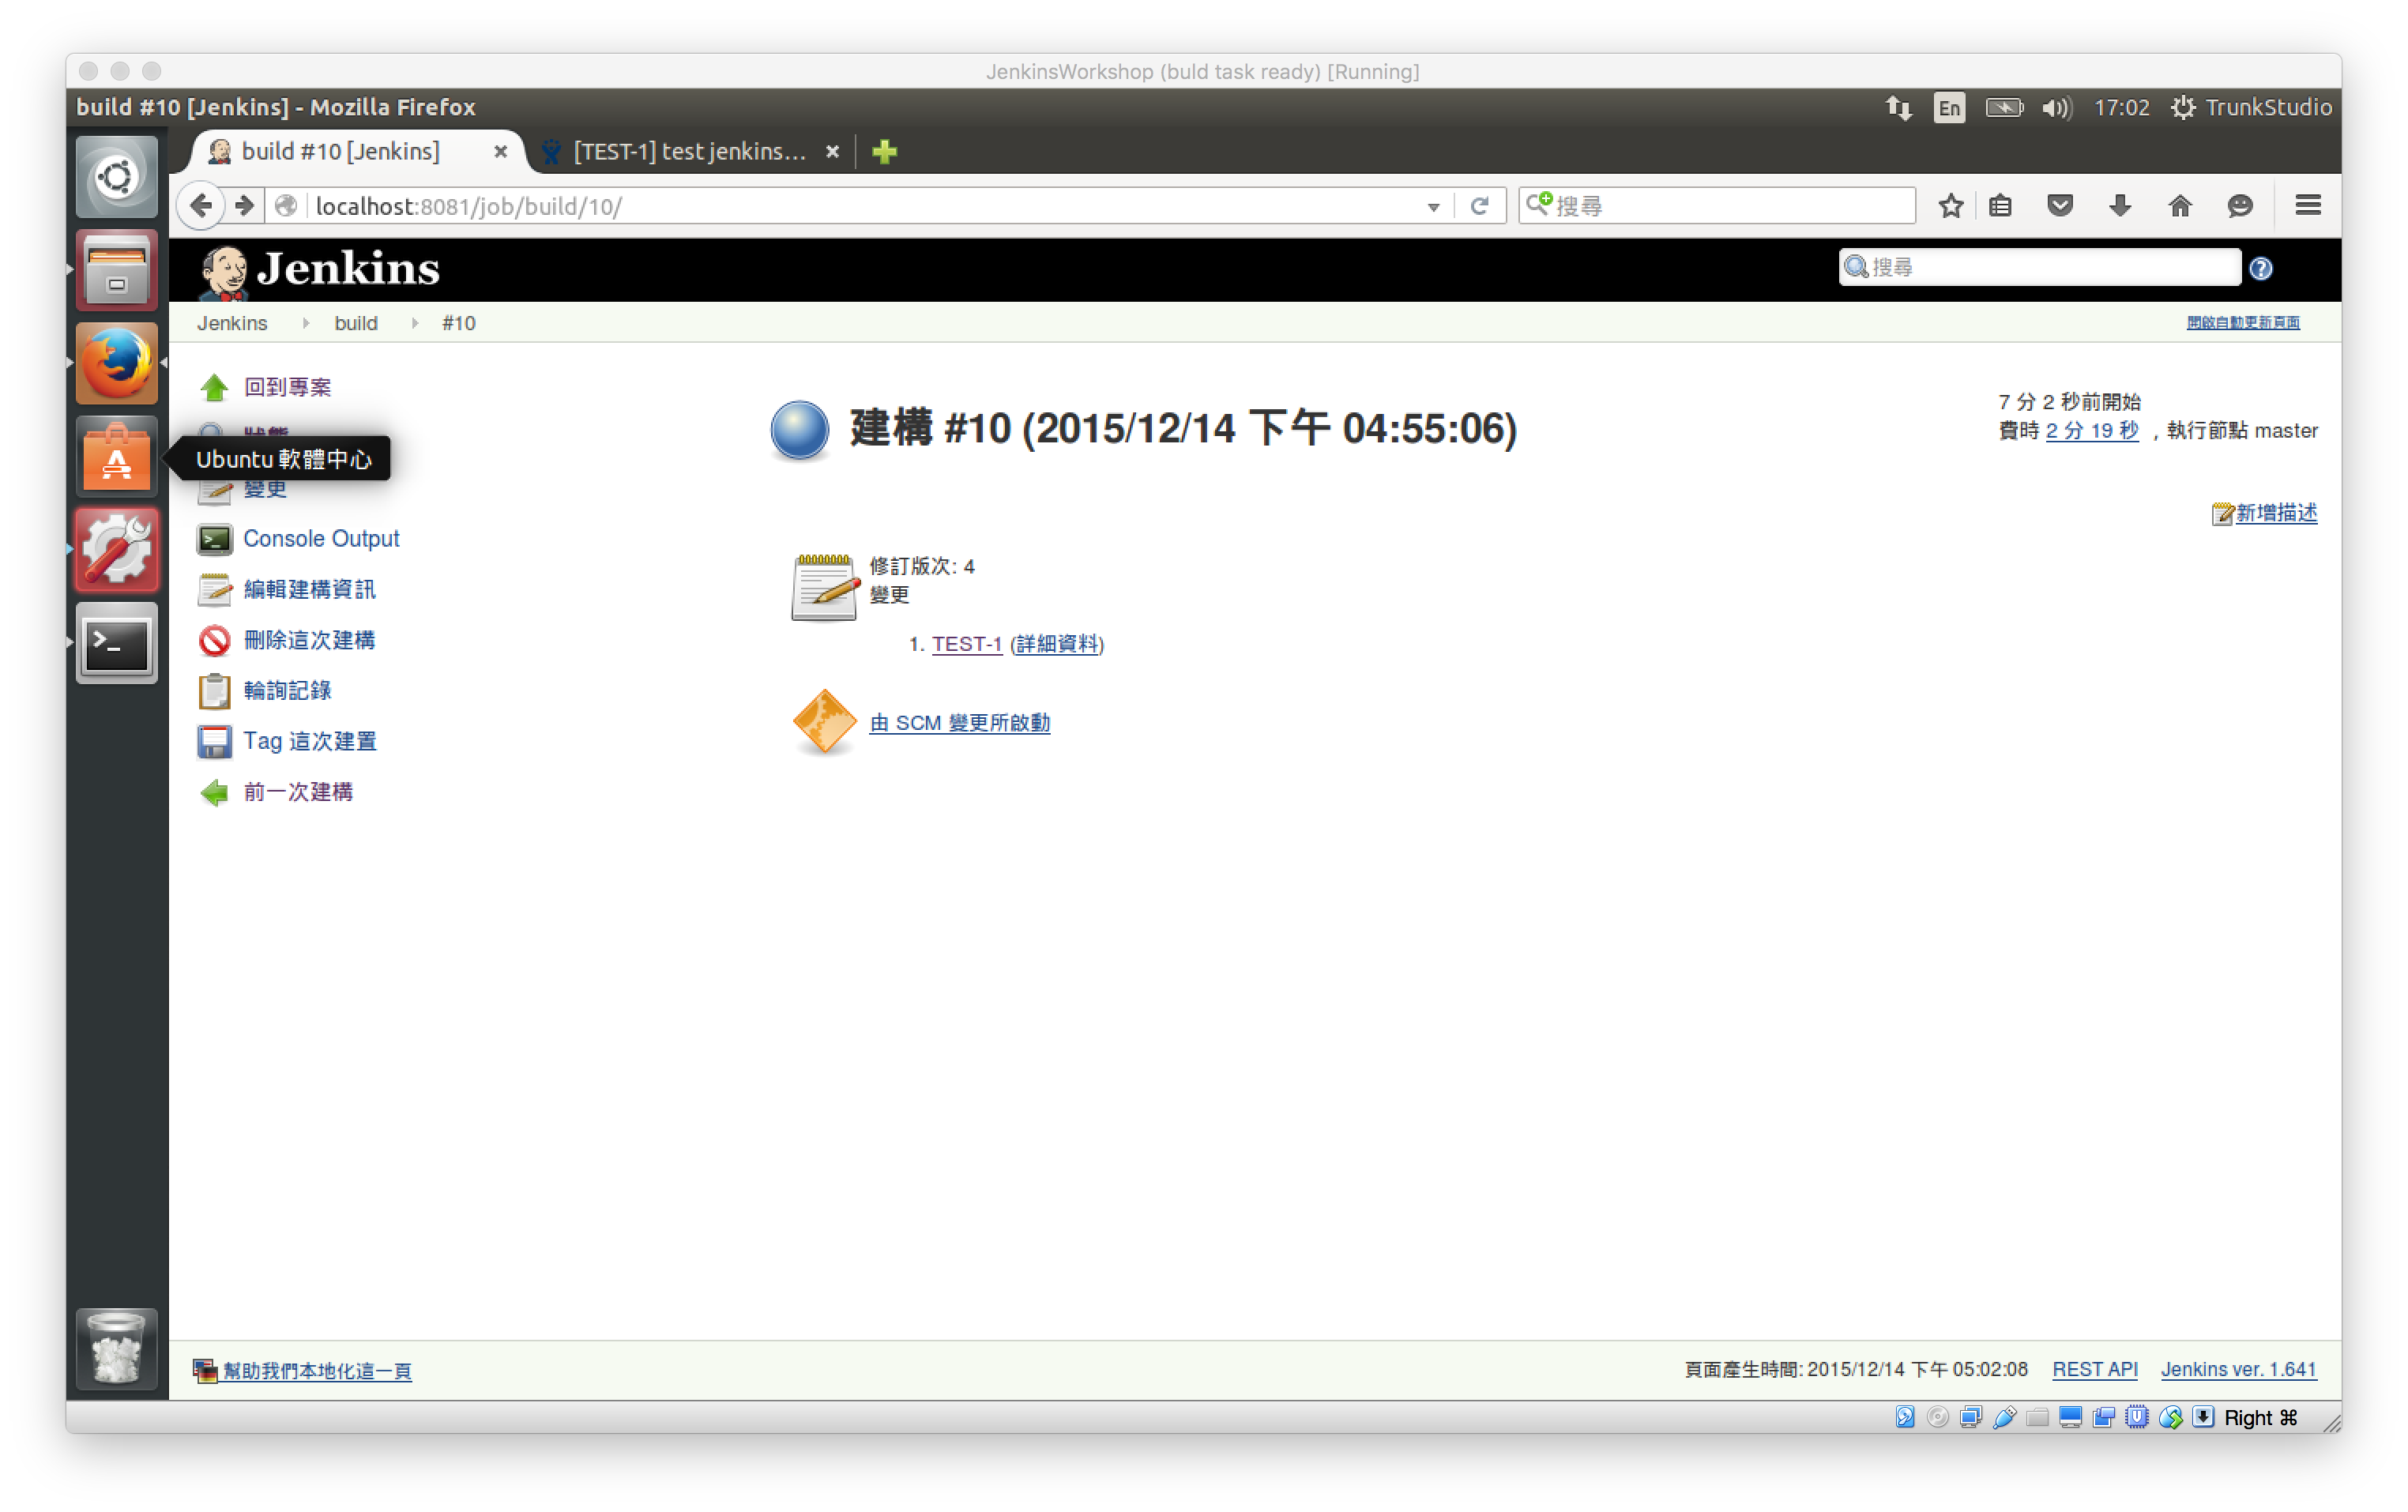 JenkinsWorkshop (buld task ready) [Running]
build #10 [Jenkins] - Mozilla Firefox
En
17:02
TrunkStudio
build #10 [Jenkins]
[TEST-1] test jenkins...
localhost:8081/job/build/10/
搜尋
Jenkins
搜尋
Jenkins
build
#10
開啟自動更新頁面
回到專案
狀態
Ubuntu 軟體中心
變更
Console Output
編輯建構資訊
刪除這次建構
輪詢記錄
Tag 這次建置
前一次建構
建構 #10 (2015/12/14 下午 04:55:06)
7 分 2 秒前開始
費時 2 分 19 秒 ，執行節點 master
新增描述
修訂版次: 4
變更
1. TEST-1 (詳細資料)
由 SCM 變更所啟動
幫助我們本地化這一頁
頁面產生時間: 2015/12/14 下午 05:02:08
REST API
Jenkins ver. 1.641
Right ⌘